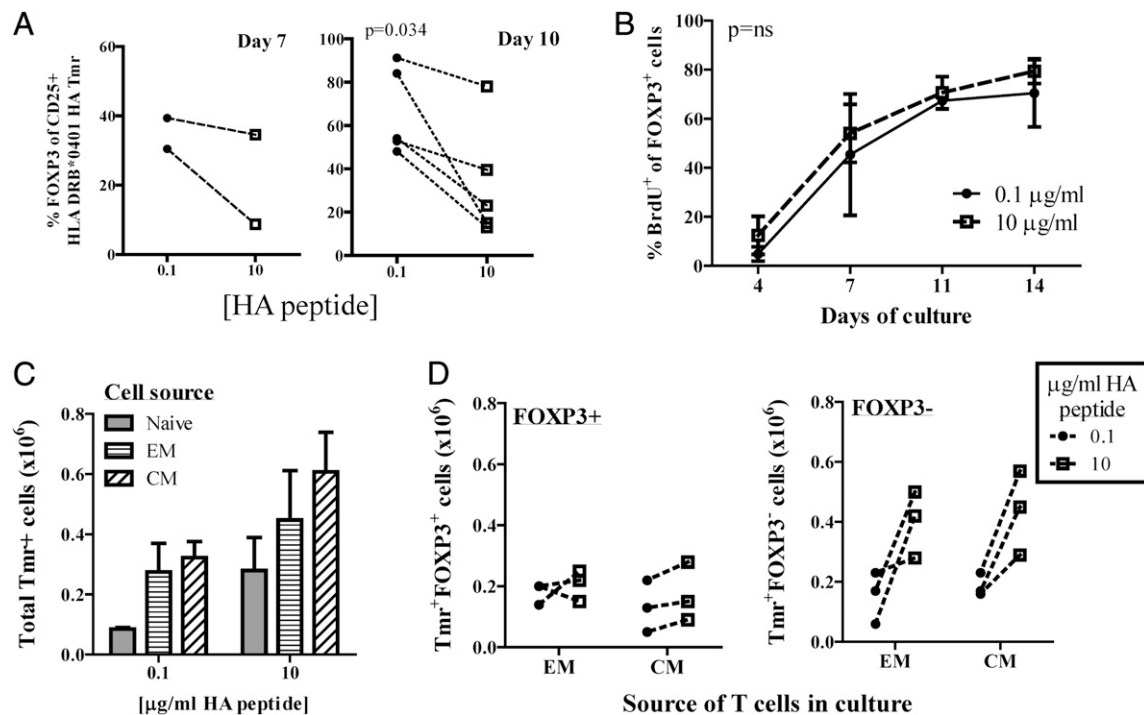 A
Day 7
p=0.034
Day 10
% FOXP3 of CD25+
HLA DRB*0401 HA Tmr
60
40
20
0
0.1
10
100
80
60
40
20
0
0.1
10
[HA peptide]
B
p=ns
% BrdU+ of FOXP3+ cells
100
80
60
40
20
0
4
7
11
14
0.1 µg/ml
10 µg/ml
Days of culture
C
Cell source
Naive
EM
CM
Total Tmr+ cells (x10⁶)
0.8
0.6
0.4
0.2
0.0
0.1
10
[µg/ml HA peptide]
D
FOXP3+
Tmr⁺FOXP3⁺ cells (x10⁶)
0.8
0.6
0.4
0.2
0.0
EM
CM
FOXP3-
Tmr⁺FOXP3⁻ cells (x10⁶)
0.8
0.6
0.4
0.2
0.0
EM
CM
µg/ml HA
peptide
0.1
10
Source of T cells in culture